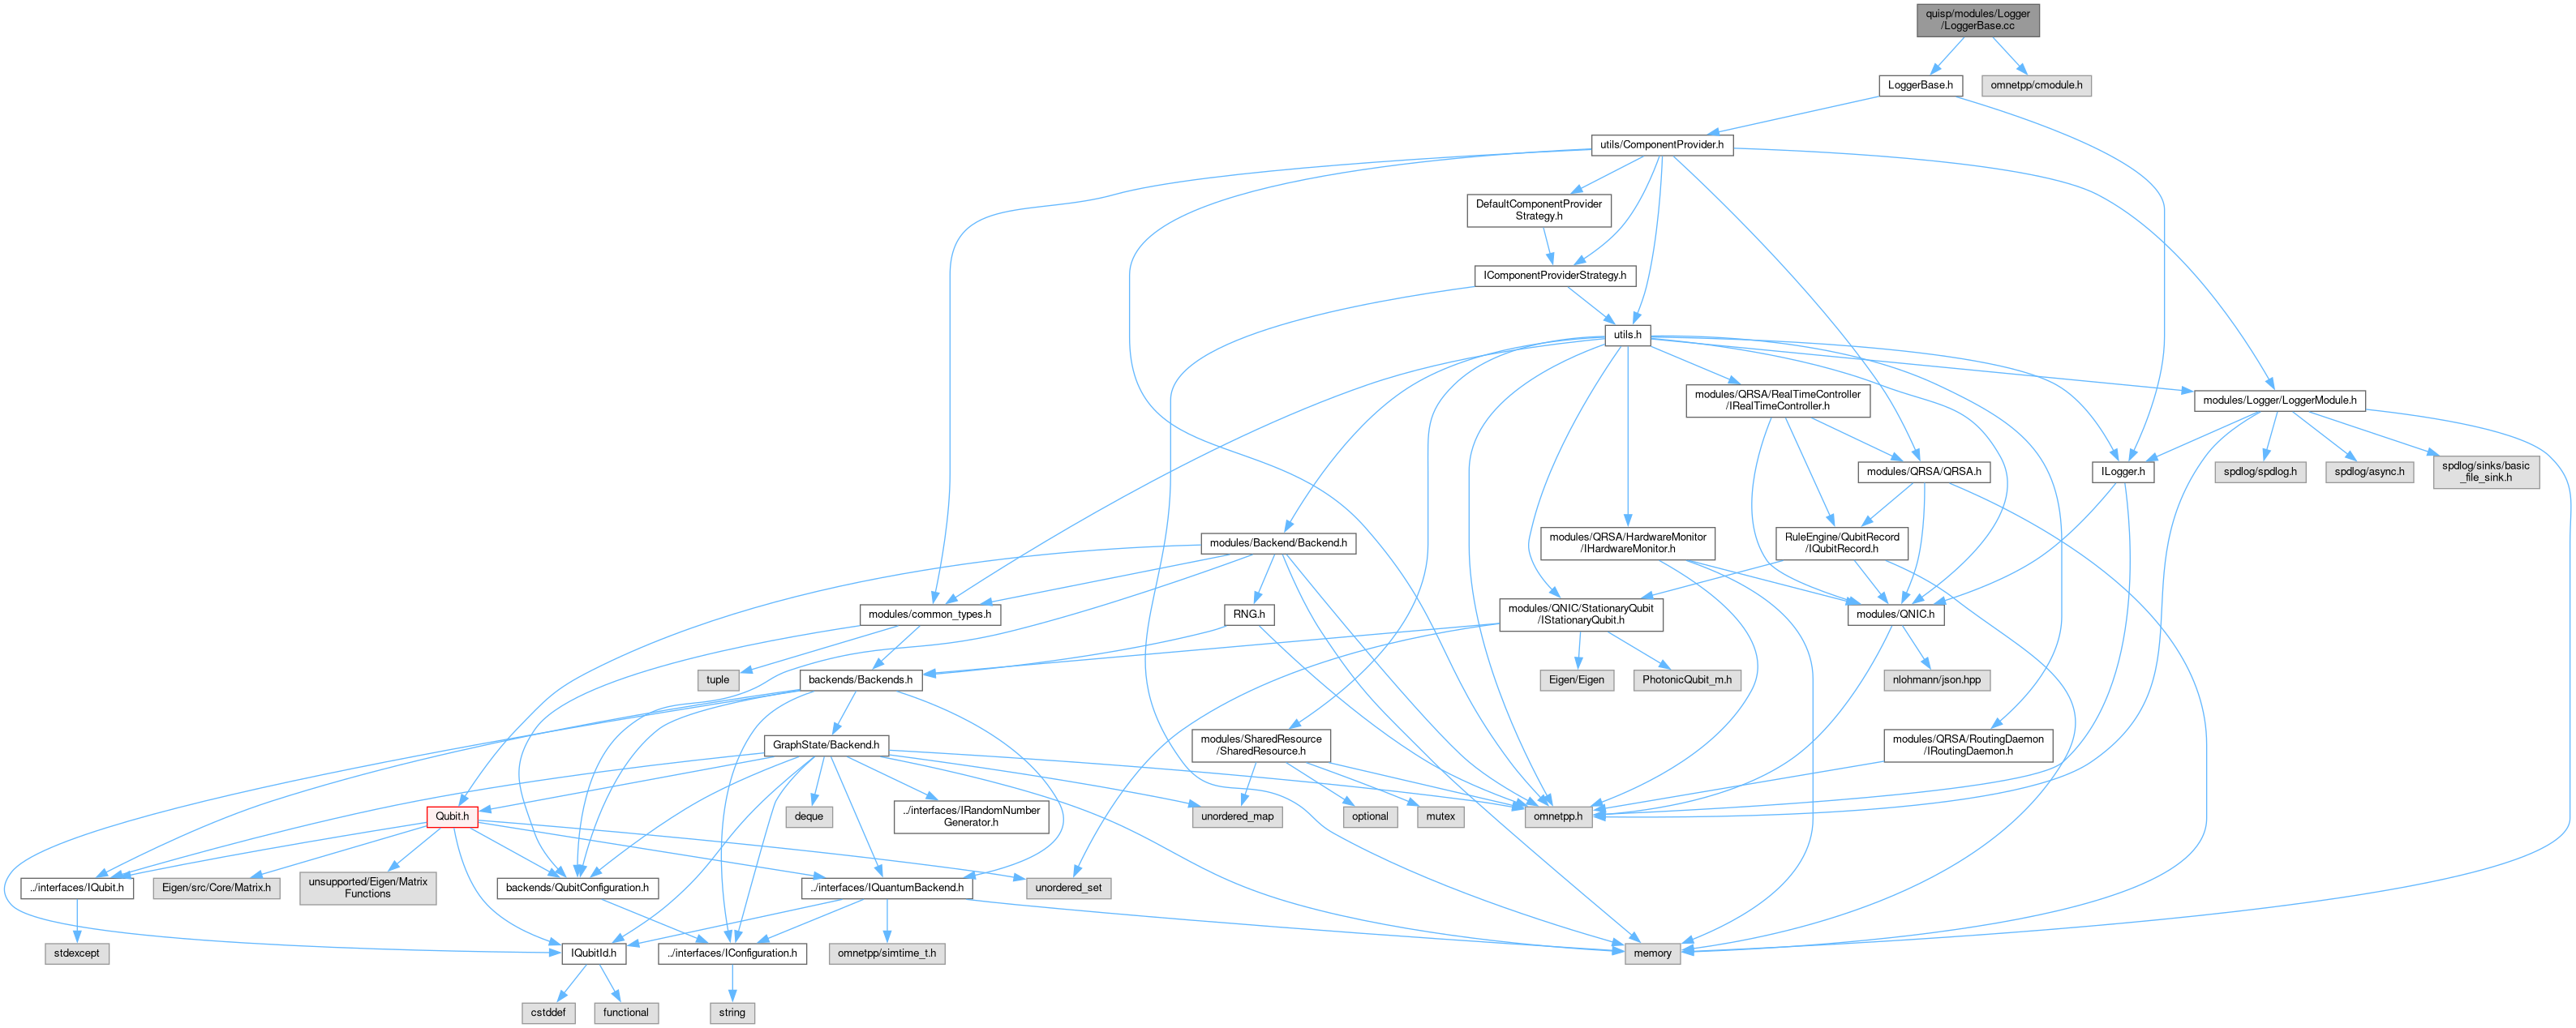 quisp/modules/Logger
/LoggerBase.cc
LoggerBase.h
omnetpp/cmodule.h
utils/ComponentProvider.h
DefaultComponentProvider
Strategy.h
IComponentProviderStrategy.h
utils.h
modules/QRSA/RealTimeController
/IRealTimeController.h
modules/Logger/LoggerModule.h
modules/QRSA/QRSA.h
ILogger.h
spdlog/spdlog.h
spdlog/async.h
spdlog/sinks/basic
_file_sink.h
modules/Backend/Backend.h
modules/QRSA/HardwareMonitor
/IHardwareMonitor.h
RuleEngine/QubitRecord
/IQubitRecord.h
modules/common_types.h
RNG.h
modules/QNIC/StationaryQubit
/IStationaryQubit.h
modules/QNIC.h
tuple
backends/Backends.h
Eigen/Eigen
PhotonicQubit_m.h
nlohmann/json.hpp
GraphState/Backend.h
modules/SharedResource
/SharedResource.h
modules/QRSA/RoutingDaemon
/IRoutingDaemon.h
Qubit.h
deque
../interfaces/IRandomNumber
Generator.h
unordered_map
optional
mutex
omnetpp.h
../interfaces/IQubit.h
Eigen/src/Core/Matrix.h
unsupported/Eigen/Matrix
Functions
backends/QubitConfiguration.h
../interfaces/IQuantumBackend.h
unordered_set
stdexcept
IQubitId.h
../interfaces/IConfiguration.h
omnetpp/simtime_t.h
memory
cstddef
functional
string